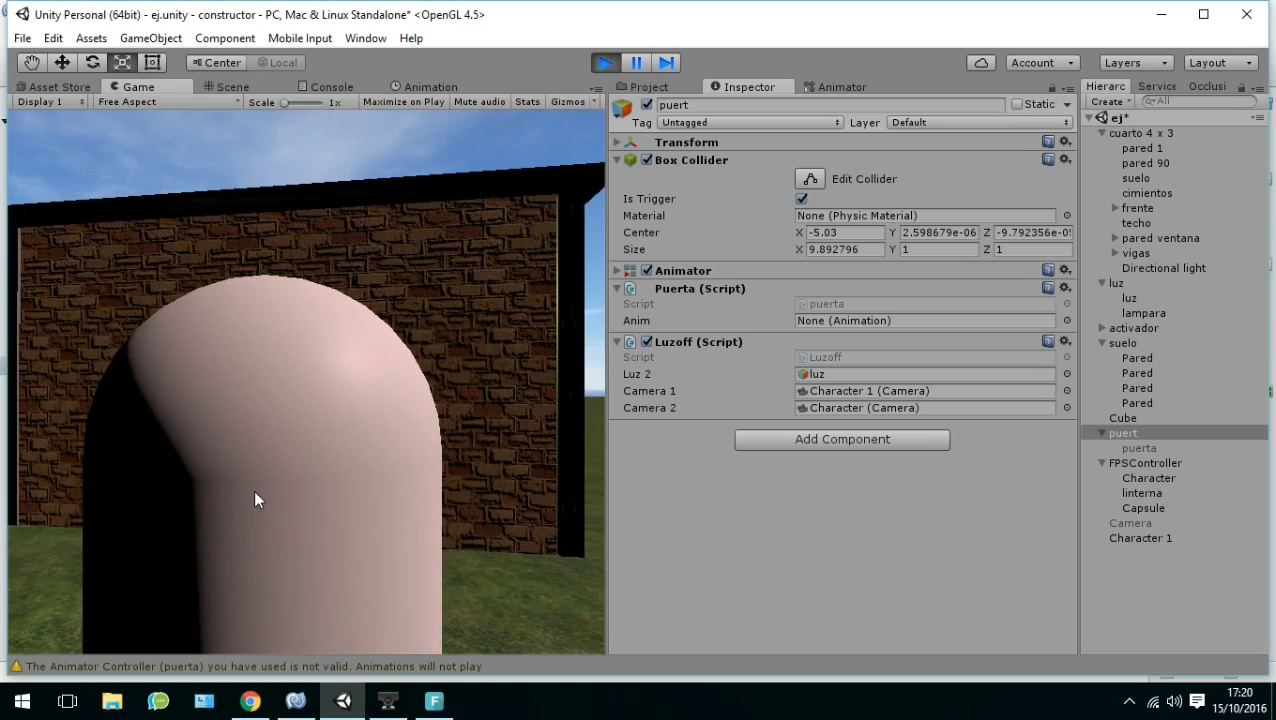 Unity Personal (64bit) - ej.unity - constructor - PC, Mac & Linux Standalone* <OpenGL 4.5>
File Edit Assets GameObject Component Mobile Input Window Help
Center Local Account Layers Layout
Asset Store Game Scene Console Animation Project Inspector Animator Hierarc Service Occlusi
Display 1 Free Aspect Scale 1x Maximize on Play Mute audio Stats Gizmos
puert Static
Create All
Tag Untagged Layer Default
ej*
Transform
Box Collider
Edit Collider
Is Trigger
Material None (Physic Material)
Center X -5.03 Y 2.598679e-06 Z -9.792356e-0
Size X 9.892796 Y 1 Z 1
Animator
Puerta (Script)
Script puerta
Anim None (Animation)
Luzoff (Script)
Script Luzoff
Luz 2 luz
Camera 1 Character 1 (Camera)
Camera 2 Character (Camera)
Add Component
cuarto 4 x 3
pared 1
pared 90
suelo
cimientos
frente
techo
pared ventana
vigas
Directional light
luz
luz
lampara
activador
suelo
Pared
Pared
Pared
Pared
Cube
puert
puerta
FPSController
Character
linterna
Capsule
Camera
Character 1
The Animator Controller (puerta) you have used is not valid. Animations will not play
17:20
15/10/2016